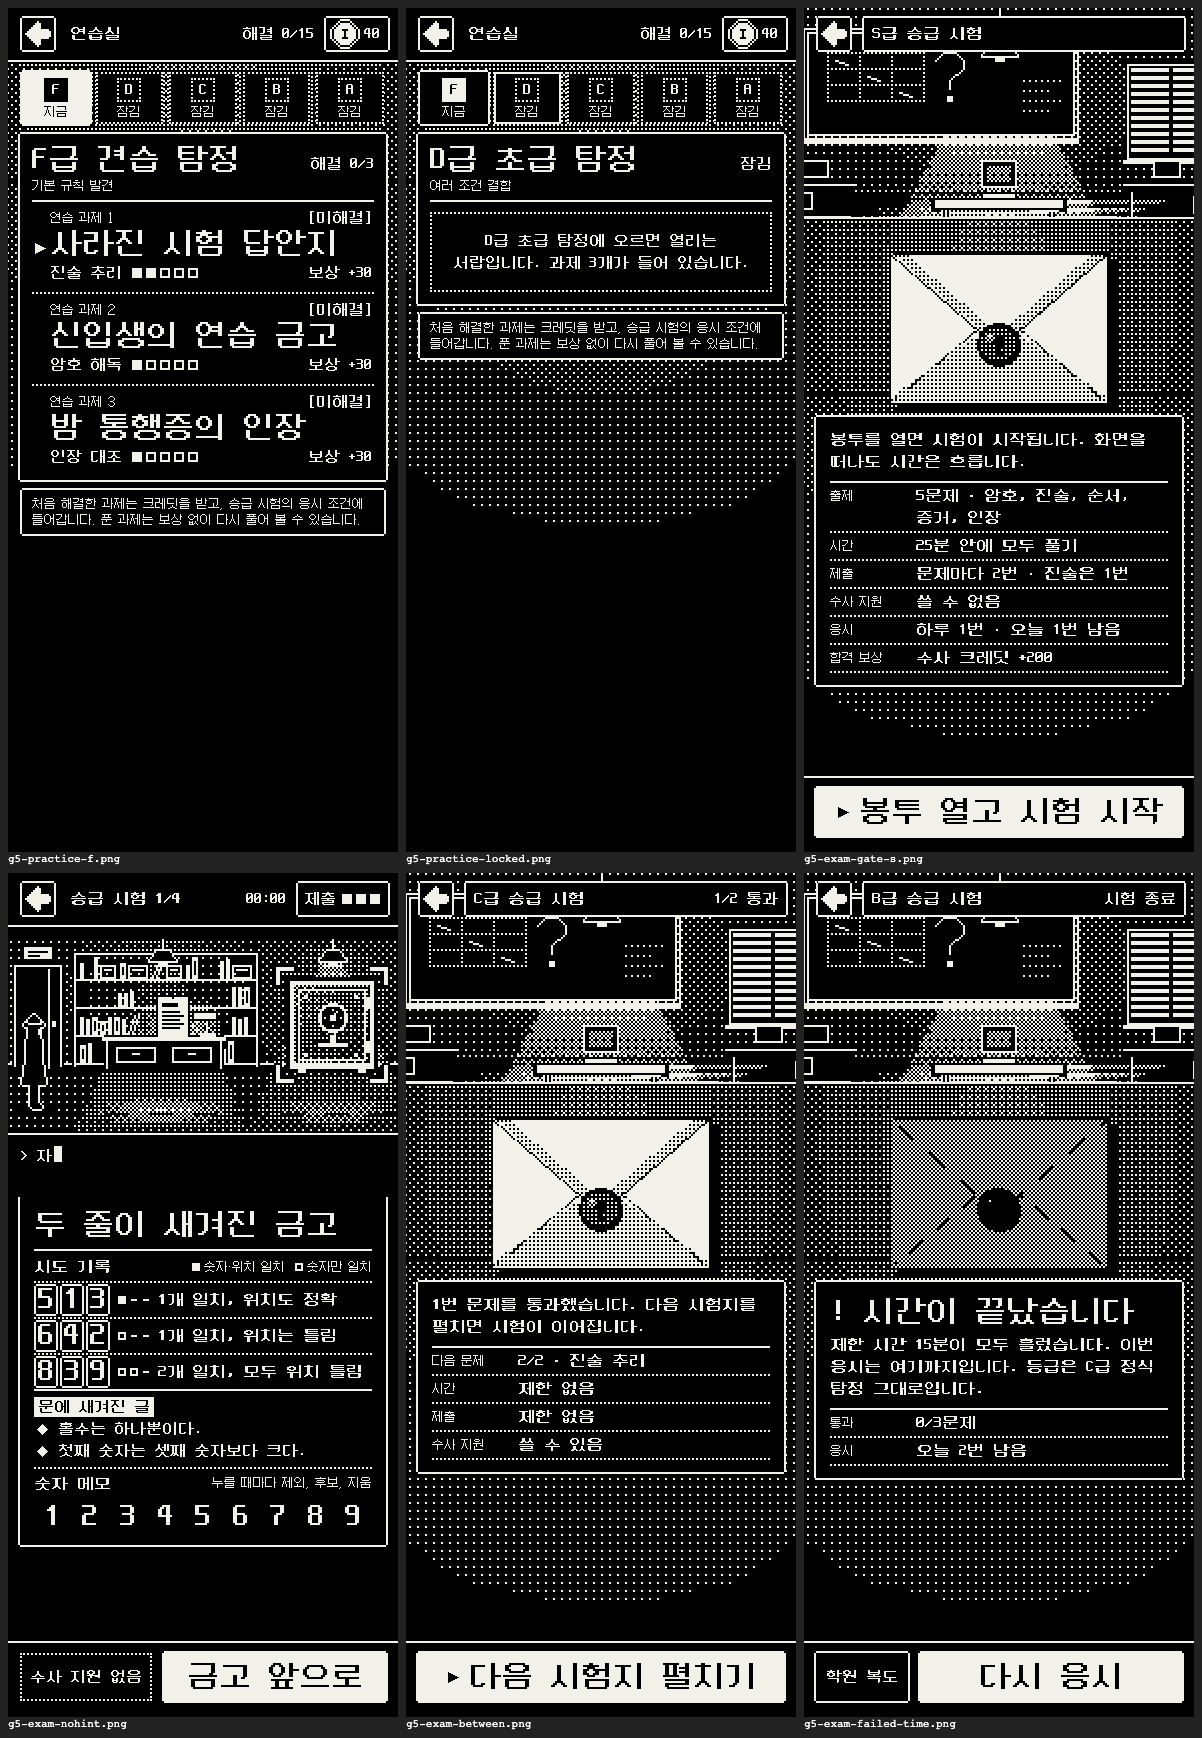 연습실
해결 0/15
I 40
F
지금
D
잠김
C
잠김
B
잠김
A
잠김
F급 견습 탐정
해결 0/3
기본 규칙 발견
연습 과제 1
[미해결]
▶사라진 시험 답안지
진술 추리 ■■□□□
보상 +30
연습 과제 2
[미해결]
신입생의 연습 금고
암호 해독 ■□□□□
보상 +30
연습 과제 3
[미해결]
밤 통행증의 인장
인장 대조 ■□□□□
보상 +30
처음 해결한 과제는 크레딧을 받고, 승급 시험의 응시 조건에
들어갑니다. 푼 과제는 보상 없이 다시 풀어 볼 수 있습니다.
g5-practice-f.png
연습실
해결 0/15
I 40
F
지금
D
잠김
C
잠김
B
잠김
A
잠김
D급 초급 탐정
잠김
여러 조건 결합
D급 초급 탐정에 오르면 열리는
서랍입니다. 과제 3개가 들어 있습니다.
처음 해결한 과제는 크레딧을 받고, 승급 시험의 응시 조건에
들어갑니다. 푼 과제는 보상 없이 다시 풀어 볼 수 있습니다.
g5-practice-locked.png
S급 승급 시험
?
봉투를 열면 시험이 시작됩니다. 화면을
떠나도 시간은 흐릅니다.
출제 5문제 · 암호, 진술, 순서,
증거, 인장
시간 25분 안에 모두 풀기
제출 문제마다 2번 · 진술은 1번
수사 지원 쓸 수 없음
응시 하루 1번 · 오늘 1번 남음
합격 보상 수사 크레딧 +200
▶봉투 열고 시험 시작
g5-exam-gate-s.png
승급 시험 1/4
00:00
제출 ■■■
> 자
두 줄이 새겨진 금고
시도 기록
■ 숫자·위치 일치 □ 숫자만 일치
513 ■-- 1개 일치, 위치도 정확
642 □-- 1개 일치, 위치는 틀림
839 □□- 2개 일치, 모두 위치 틀림
문에 새겨진 글
◆ 홀수는 하나뿐이다.
◆ 첫째 숫자는 셋째 숫자보다 크다.
숫자 메모
누를 때마다 제외, 후보, 지움
1 2 3 4 5 6 7 8 9
수사 지원 없음
금고 앞으로
g5-exam-nohint.png
C급 승급 시험
1/2 통과
?
1번 문제를 통과했습니다. 다음 시험지를
펼치면 시험이 이어집니다.
다음 문제 2/2 · 진술 추리
시간 제한 없음
제출 제한 없음
수사 지원 쓸 수 있음
▶다음 시험지 펼치기
g5-exam-between.png
B급 승급 시험
시험 종료
?
! 시간이 끝났습니다
제한 시간 15분이 모두 흘렀습니다. 이번
응시는 여기까지입니다. 등급은 C급 정식
탐정 그대로입니다.
통과 0/3문제
응시 오늘 2번 남음
학원 복도
다시 응시
g5-exam-failed-time.png